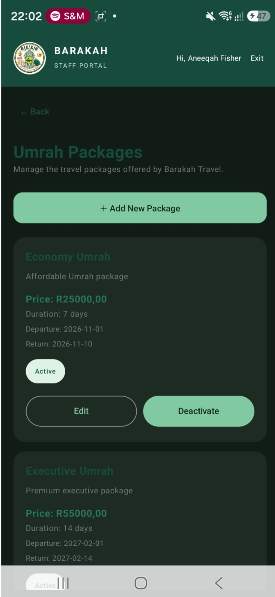 22:02 S&M 47
BARAKAH
STAFF PORTAL
Hi, Aneeqah Fisher Exit
← Back
Umrah Packages
Manage the travel packages offered by Barakah Travel.
+ Add New Package
Economy Umrah
Affordable Umrah package
Price: R25000,00
Duration: 7 days
Departure: 2026-11-01
Return: 2026-11-10
Active
Edit Deactivate
Executive Umrah
Premium executive package
Price: R55000,00
Duration: 14 days
Departure: 2027-02-01
Return: 2027-02-14
Active